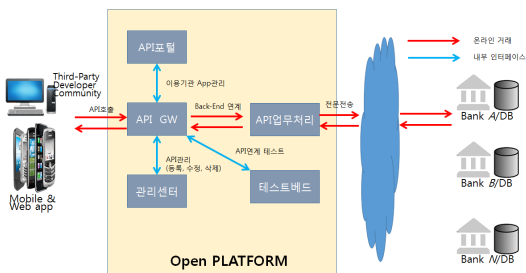 온라인 거래
내부 인터페이스
API포탈
이용기관 App관리
Third-Party
Developer
Community
API호출
API GW
Back-End 연계
API업무처리
전문전송
Bank A/DB
API연계 테스트
API관리
(등록, 수정, 삭제)
관리센터
테스트베드
Bank B/DB
Mobile &
Web app
Open PLATFORM
Bank N/DB